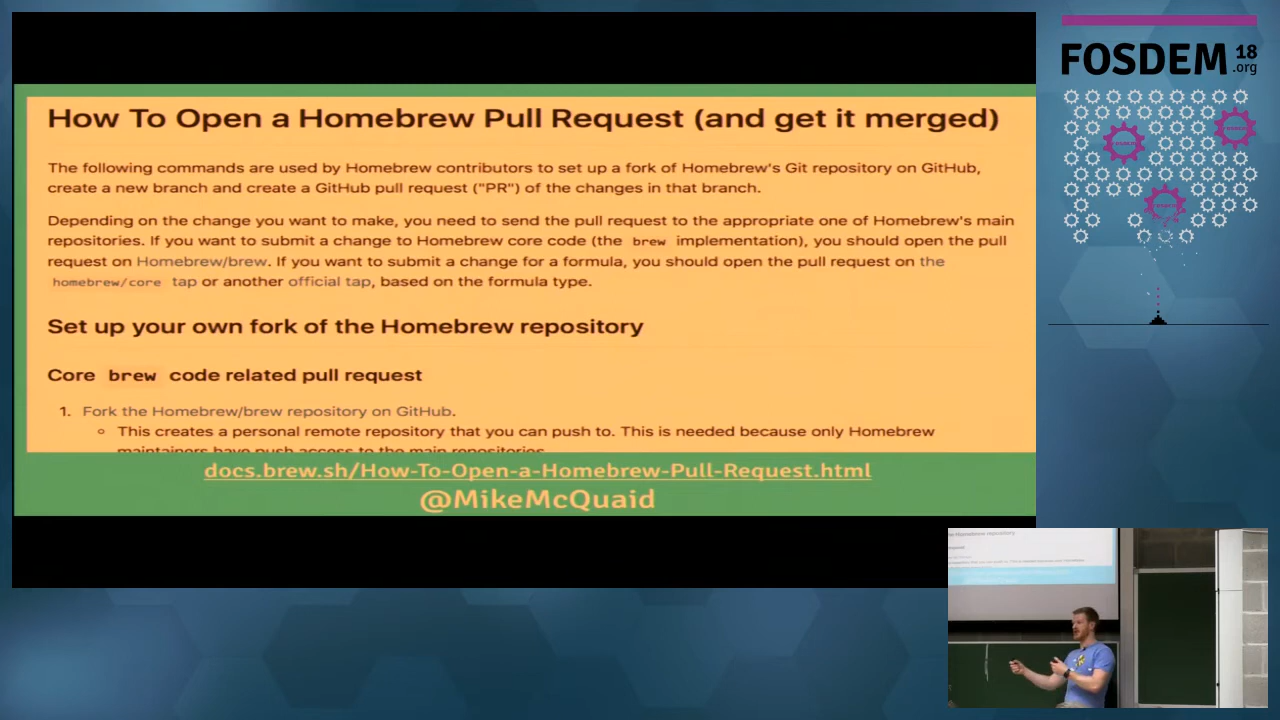 How To Open a Homebrew Pull Request (and get it merged)
The following commands are used by Homebrew contributors to set up a fork of Homebrew's Git repository on GitHub,
create a new branch and create a GitHub pull request ("PR") of the changes in that branch.
Depending on the change you want to make, you need to send the pull request to the appropriate one of Homebrew's main
repositories. If you want to submit a change to Homebrew core code (the brew implementation), you should open the pull
request on Homebrew/brew. If you want to submit a change for a formula, you should open the pull request on the
homebrew/core tap or another official tap, based on the formula type.
Set up your own fork of the Homebrew repository
Core brew code related pull request
1. Fork the Homebrew/brew repository on GitHub.
This creates a personal remote repository that you can push to. This is needed because only Homebrew
maintainers have push access to the main repositories.
docs.brew.sh/How-To-Open-a-Homebrew-Pull-Request.html
@MikeMcQuaid
FOSDEM 18
.org